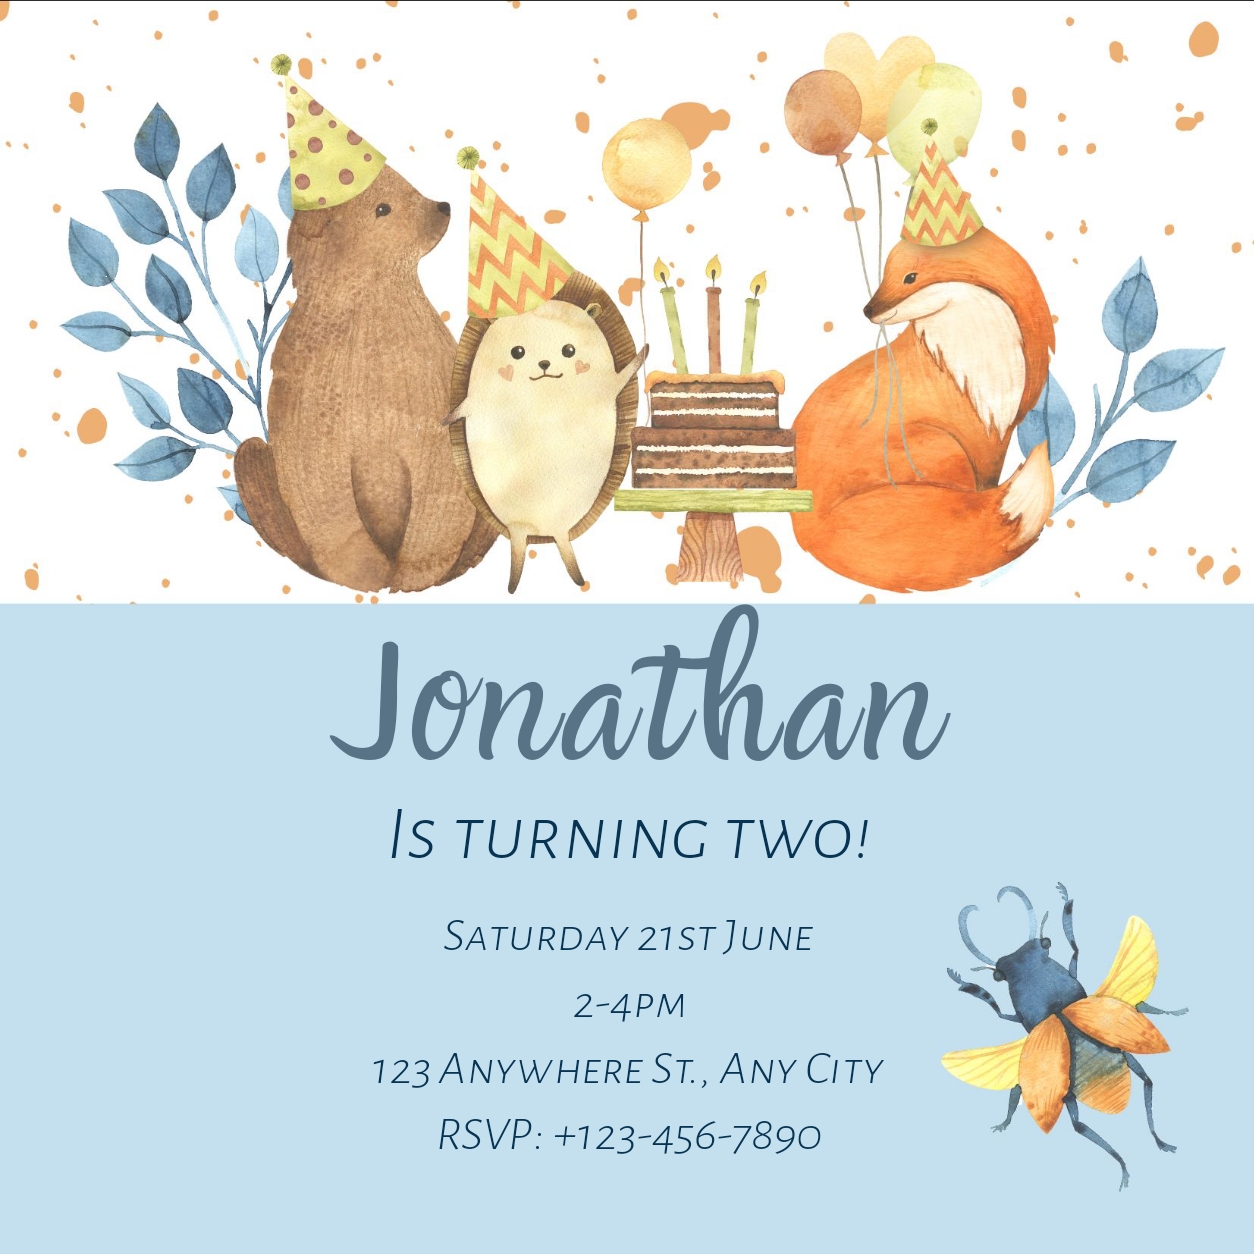 Jonathan
Is turning two!
Saturday 21st June
2-4pm
123 Anywhere St., Any City
RSVP: +123-456-7890